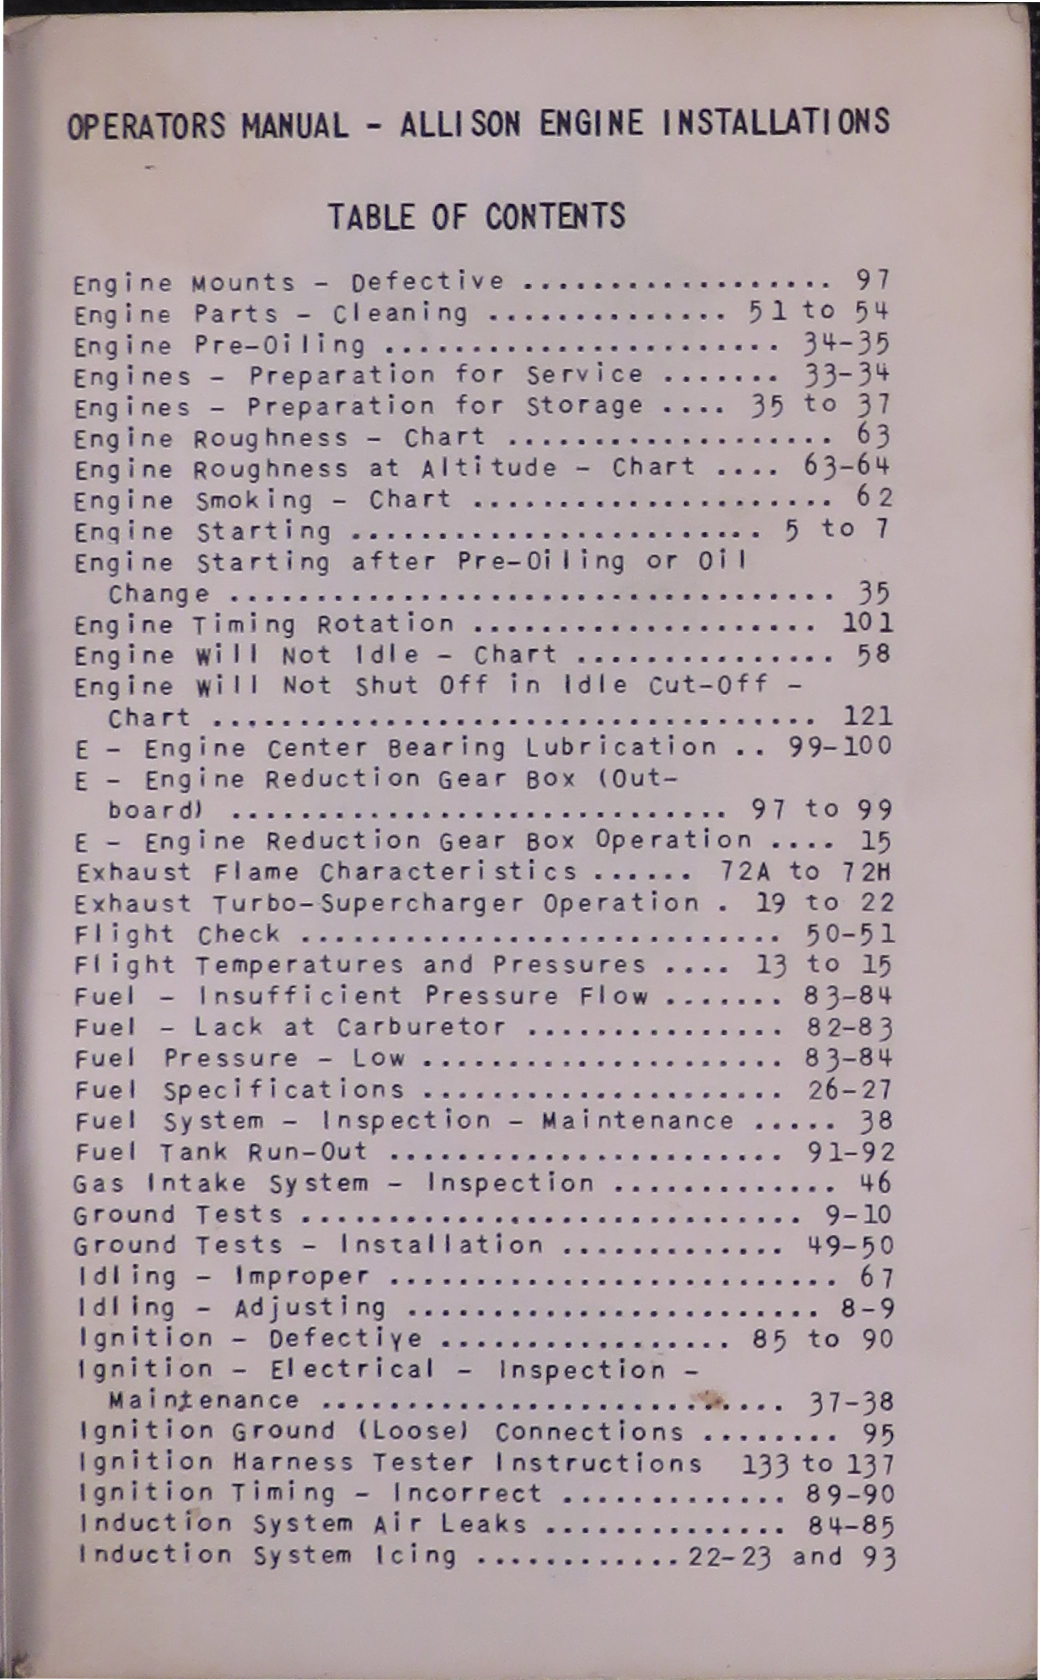 OPERATORS MANUAL - ALLISON ENGINE INSTALLATIONS
TABLE OF CONTENTS
Engine Mounts - Defective .................. 97
Engine Parts - Cleaning .............. 51 to 54
Engine Pre-Oiling ....................... 34-35
Engines - Preparation for Service ....... 33-34
Engines - Preparation for Storage .... 35 to 37
Engine Roughness - Chart ................... 63
Engine Roughness at Altitude - Chart .... 63-64
Engine Smoking - Chart ..................... 62
Engine Starting ........................ 5 to 7
Engine Starting after Pre-Oiling or Oil
Change ................................... 35
Engine Timing Rotation .................... 101
Engine Will Not Idle - Chart ............... 58
Engine Will Not Shut Off in Idle Cut-Off -
Chart ................................... 121
E - Engine Center Bearing Lubrication .. 99-100
E - Engine Reduction Gear Box (Out-
board) ............................. 97 to 99
E - Engine Reduction Gear Box Operation .... 15
Exhaust Flame Characteristics ...... 72A to 72H
Exhaust Turbo-Supercharger Operation . 19 to 22
Flight Check ............................ 50-51
Flight Temperatures and Pressures .... 13 to 15
Fuel - Insufficient Pressure Flow ....... 83-84
Fuel - Lack at Carburetor ............... 82-83
Fuel Pressure - Low ..................... 83-84
Fuel Specifications ..................... 26-27
Fuel System - Inspection - Maintenance ..... 38
Fuel Tank Run-Out ....................... 91-92
Gas Intake System - Inspection ............. 46
Ground Tests ............................. 9-10
Ground Tests - Installation ............. 49-50
Idling - Improper .......................... 67
Idling - Adjusting ........................ 8-9
Ignition - Defective ................. 85 to 90
Ignition - Electrical - Inspection -
Maintenance ........................... 37-38
Ignition Ground (Loose) Connections ........ 95
Ignition Harness Tester Instructions 133 to 137
Ignition Timing - Incorrect ............. 89-90
Induction System Air Leaks .............. 84-85
Induction System Icing ............ 22-23 and 93